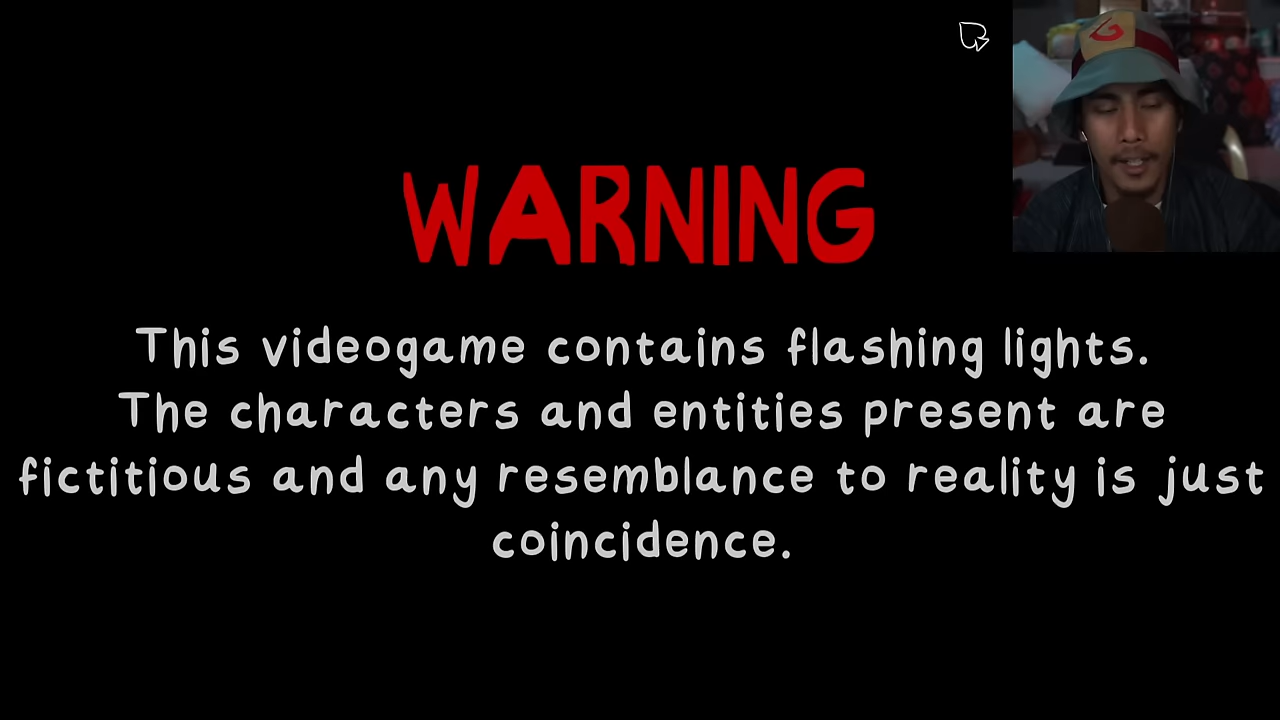 WARNING
This videogame contains flashing lights.
The characters and entities present are
fictitious and any resemblance to reality is just
coincidence.